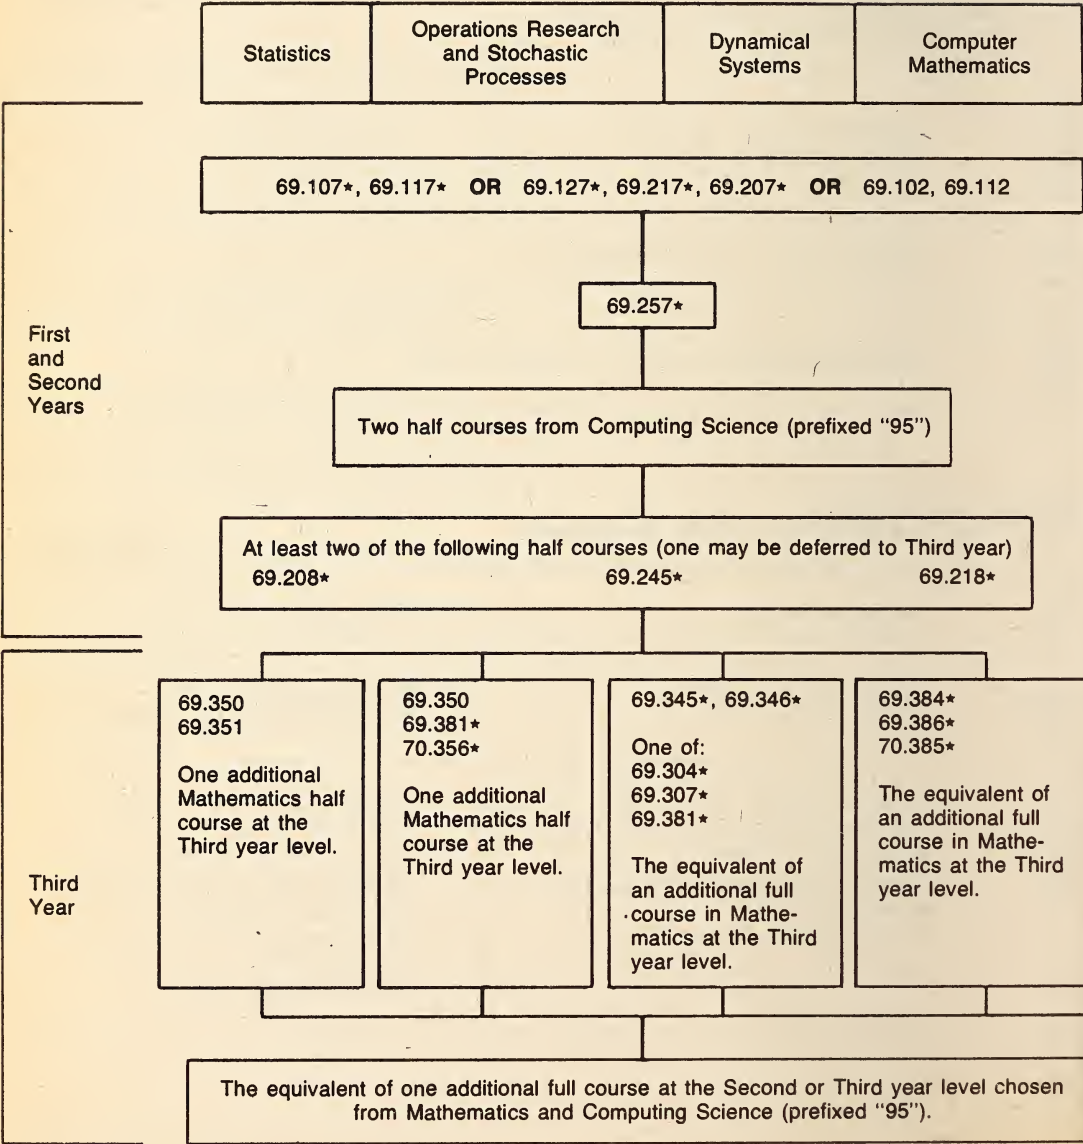 Statistics
Operations Research
and Stochastic
Processes
Dynamical
Systems
Computer
Mathematics
First
and
Second
Years
69.107★, 69.117★ OR 69.127★, 69.217★, 69.207★ OR 69.102, 69.112
69.257★
Two half courses from Computing Science (prefixed “95”)
At least two of the following half courses (one may be deferred to Third year)
69.208★ 69.245★ 69.218★
Third
Year
69.350
69.351
One additional
Mathematics half
course at the
Third year level.
69.350
69.381★
70.356★
One additional
Mathematics half
course at the
Third year level.
69.345★, 69.346★
One of:
69.304★
69.307★
69.381★
The equivalent of
an additional full
course in Mathe-
matics at the Third
year level.
69.384★
69.386★
70.385★
The equivalent of
an additional full
course in Mathe-
matics at the Third
year level.
The equivalent of one additional full course at the Second or Third year level chosen
from Mathematics and Computing Science (prefixed “95”).